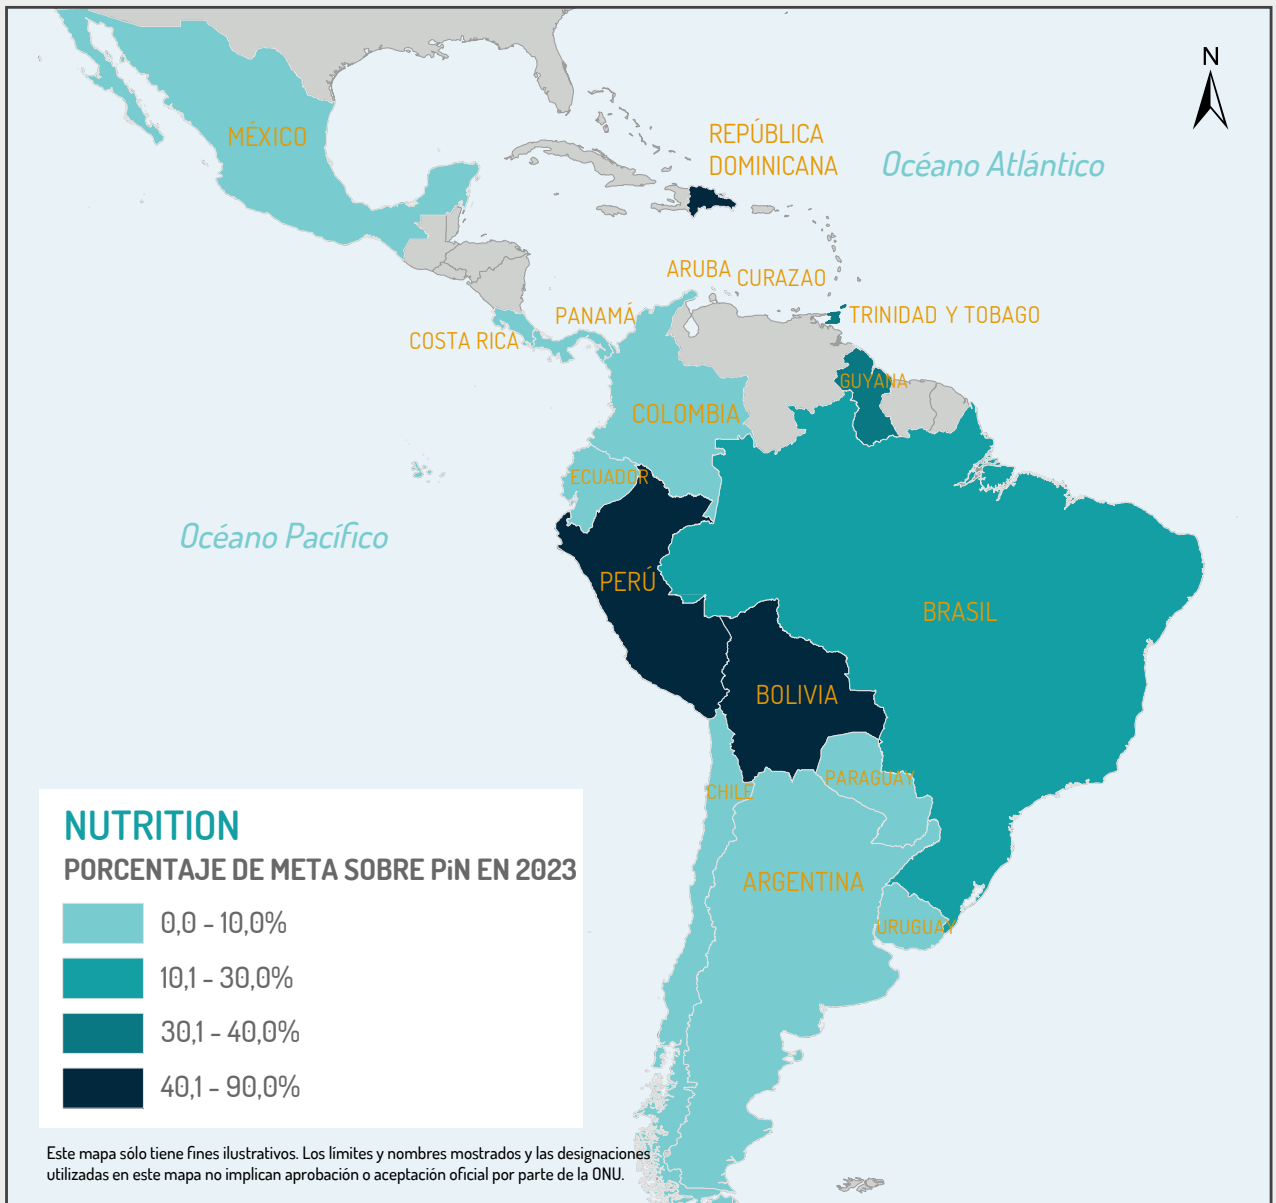 N
MÉXICO
REPÚBLICA
DOMINICANA
Océano Atlántico
ARUBA
CURAZAO
PANAMÁ
TRINIDAD Y TOBAGO
COSTA RICA
GUYANA
COLOMBIA
ECUADOR
Océano Pacífico
PERÚ
BRASIL
BOLIVIA
PARAGUAY
CHILE
ARGENTINA
URUGUAY
NUTRITION
PORCENTAJE DE META SOBRE PiN EN 2023
0,0 - 10,0%
10,1 - 30,0%
30,1 - 40,0%
40,1 - 90,0%
Este mapa sólo tiene fines ilustrativos. Los límites y nombres mostrados y las designaciones
utilizadas en este mapa no implican aprobación o aceptación oficial por parte de la ONU.